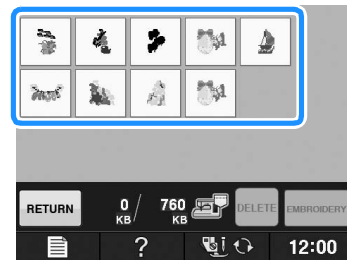 RETURN
0 KB / 760 KB
DELETE
EMBROIDERY
?
12:00